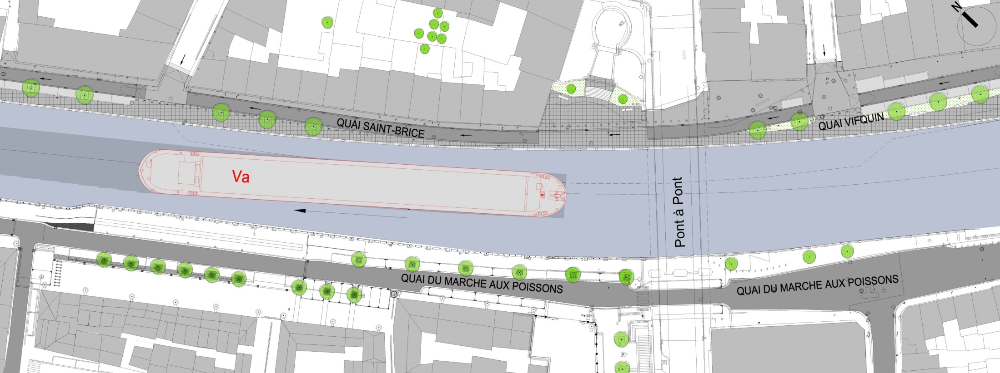 N
QUAI SAINT-BRICE
QUAI VIFQUIN
Va
Pont à Pont
QUAI DU MARCHE AUX POISSONS
QUAI DU MARCHE AUX POISSONS